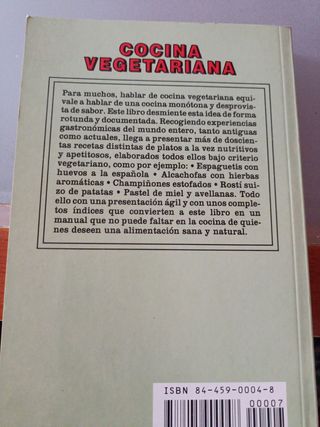 COCINA
VEGETARIANA
Para muchos, hablar de cocina vegetariana equi-
vale a hablar de una cocina monótona y desprovis-
ta de sabor. Este libro desmiente esta idea de forma
rotunda y documentada. Recogiendo experiencias
gastronómicas del mundo entero, tanto antiguas
como actuales, llega a presentar más de doscien-
tas recetas distintas de platos a la vez nutritivos
y apetitosos, elaborados todos ellos bajo criterio
vegetariano, como por ejemplo: • Espaguetis con
huevos a la española • Alcachofas con hierbas
aromáticas • Champiñones estofados • Rostí sui-
zo de patatas • Pastel de miel y avellanas. Todo
ello con una presentación ágil y con unos comple-
tos índices que convierten a este libro en un
manual que no puede faltar en la cocina de quie-
nes deseen una alimentación sana y natural.
ISBN 84-459-0004-8
00007